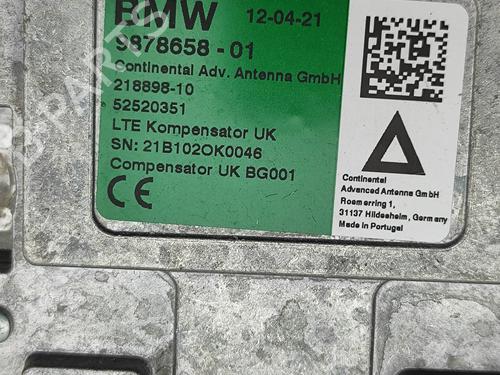 BMW 12-04-21
9878658 - 01
Continental Adv. Antenna GmbH
218898-10
52520351
LTE Kompensator UK
SN: 21B102OK0046
Compensator UK BG001
CE
Continental
Advanced Antenna GmbH
Roemerring 1,
31137 Hildesheim, Germany
Made in Portugal